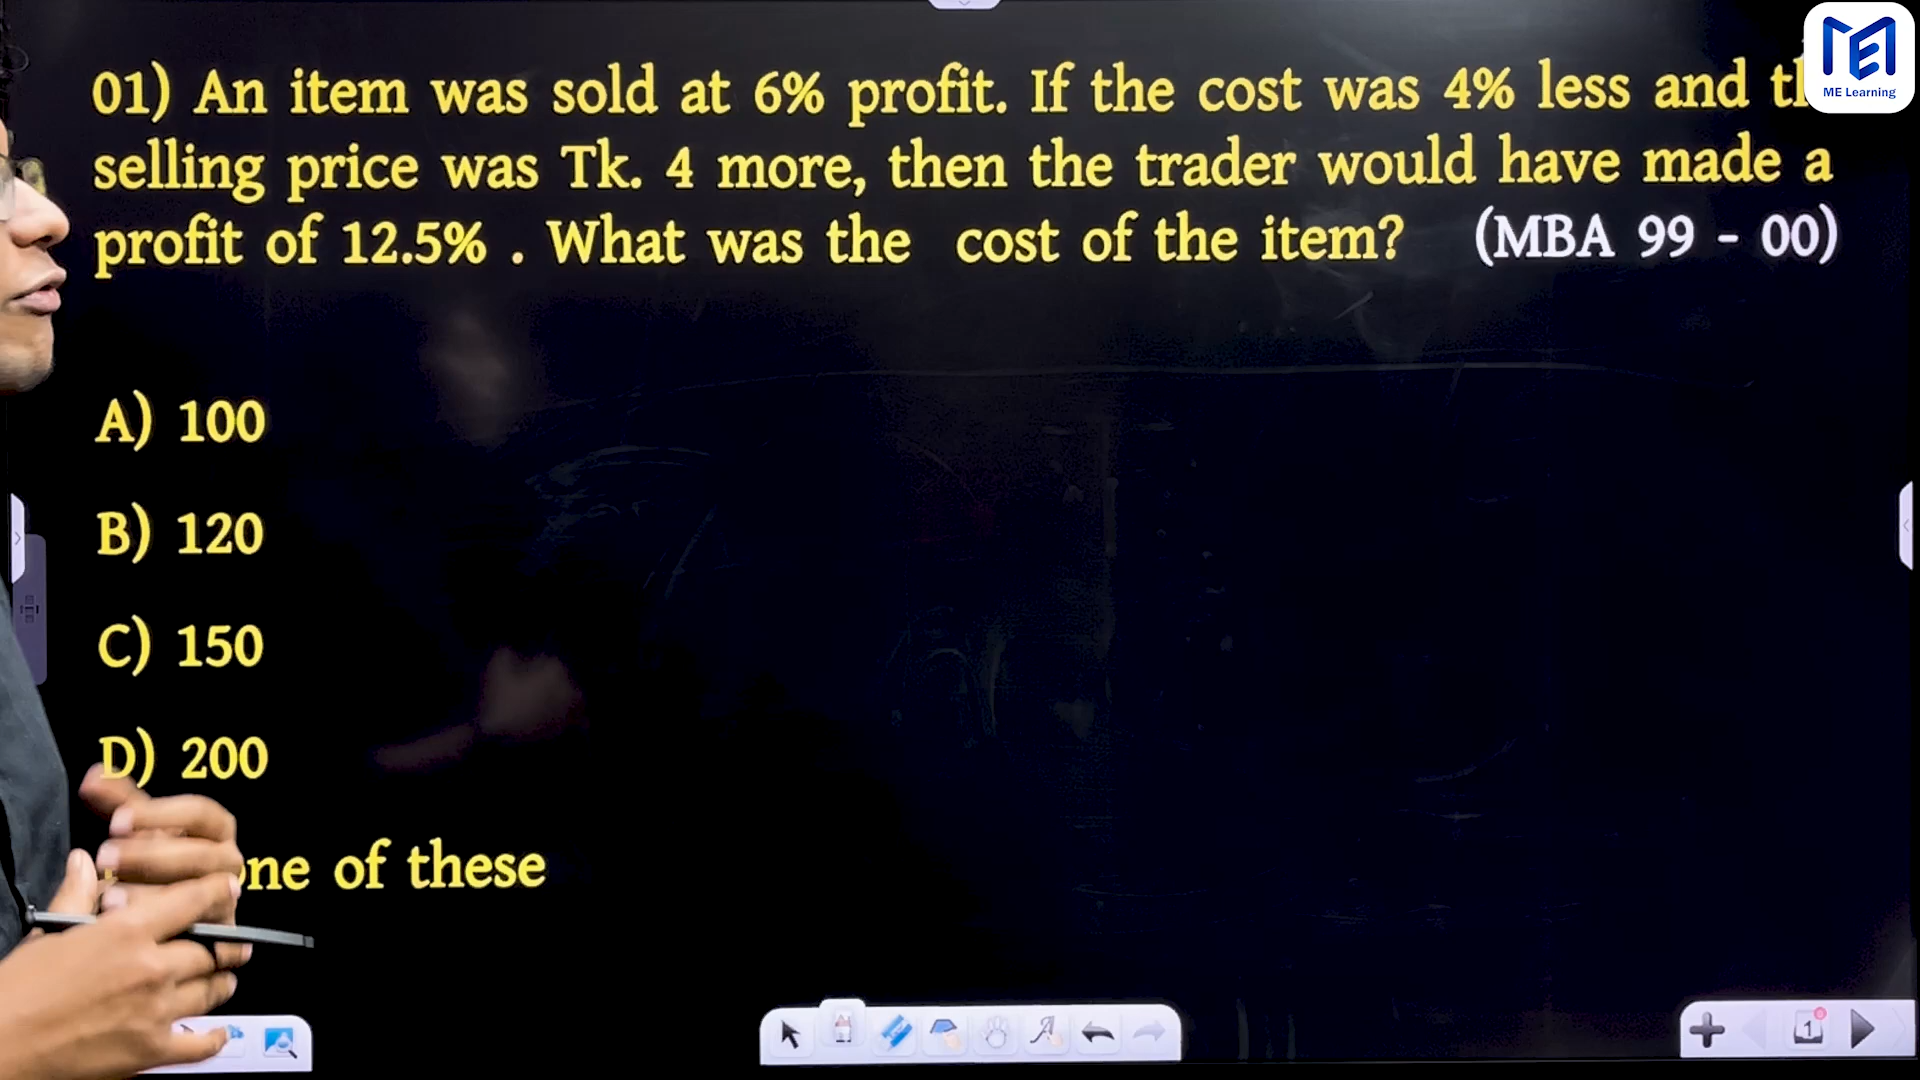 ME Learning
01) An item was sold at 6% profit. If the cost was 4% less and
selling price was Tk. 4 more, then the trader would have made a
profit of 12.5% . What was the cost of the item? (MBA 99 - 00)
A) 100
B) 120
C) 150
D) 200
of these
1